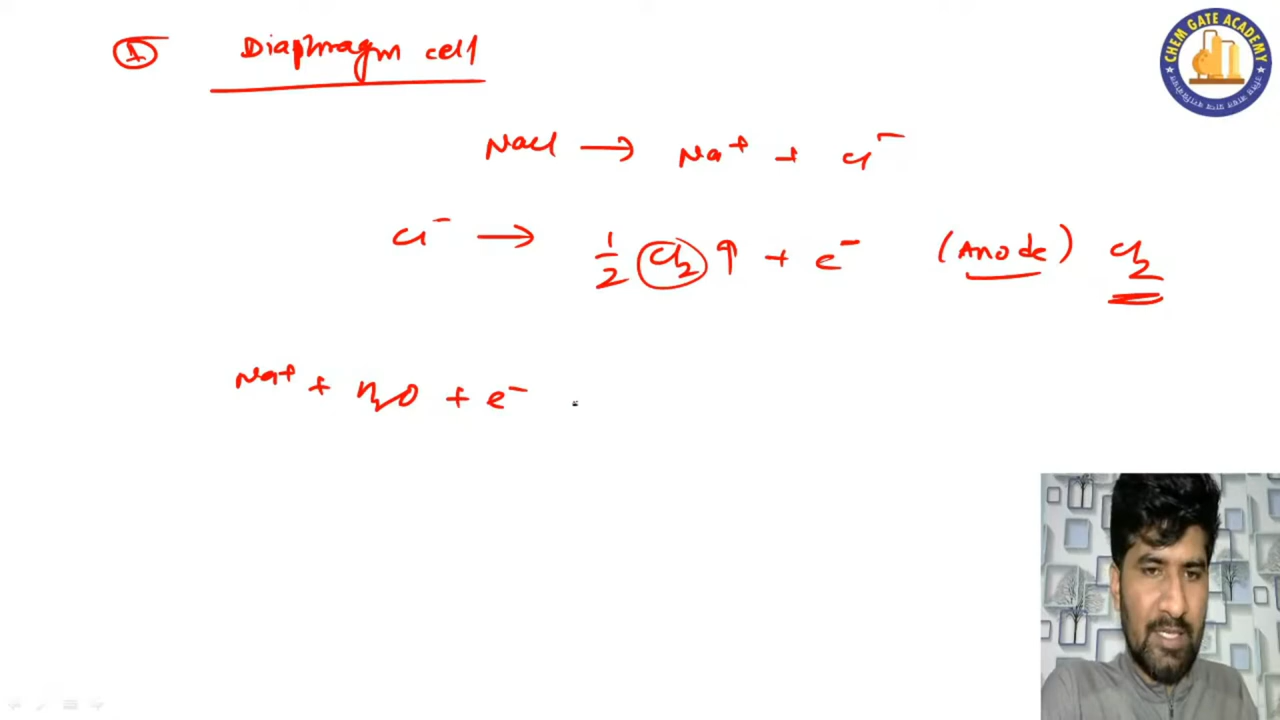 ① Diaphragm cell
NaCl → Na⁺ + Cl⁻
Cl⁻ → 1/2 Cl₂ ↑ + e⁻ (Anode) Cl₂
Na⁺ + H₂O + e⁻
CHEM GATE ACADEMY